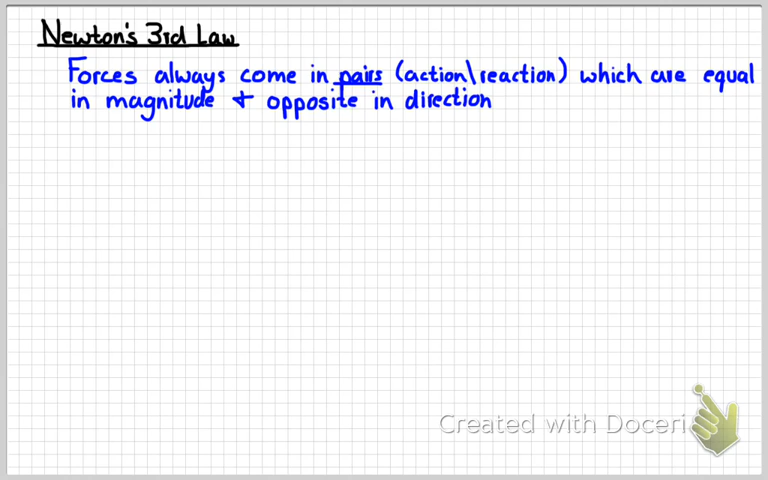 Newton's 3rd Law
Forces always come in pairs (action\reaction) which are equal
in magnitude + opposite in direction
Created with Doceri